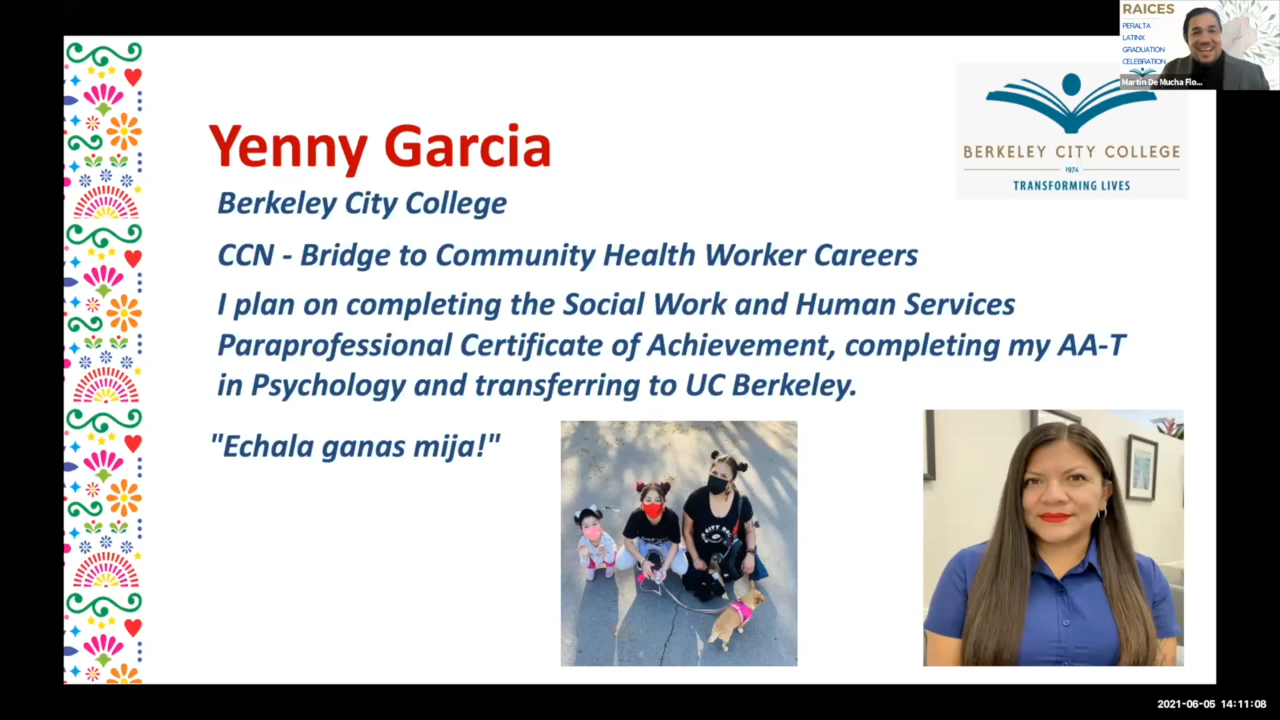 RAICES
PERALTA
LATINX
GRADUATION
CELEBRATION
Martín De Mucha Flo...
BERKELEY CITY COLLEGE
1974
TRANSFORMING LIVES
Yenny Garcia
Berkeley City College
CCN - Bridge to Community Health Worker Careers
I plan on completing the Social Work and Human Services
Paraprofessional Certificate of Achievement, completing my AA-T
in Psychology and transferring to UC Berkeley.
"Echala ganas mija!"
2021-06-05 14:11:08